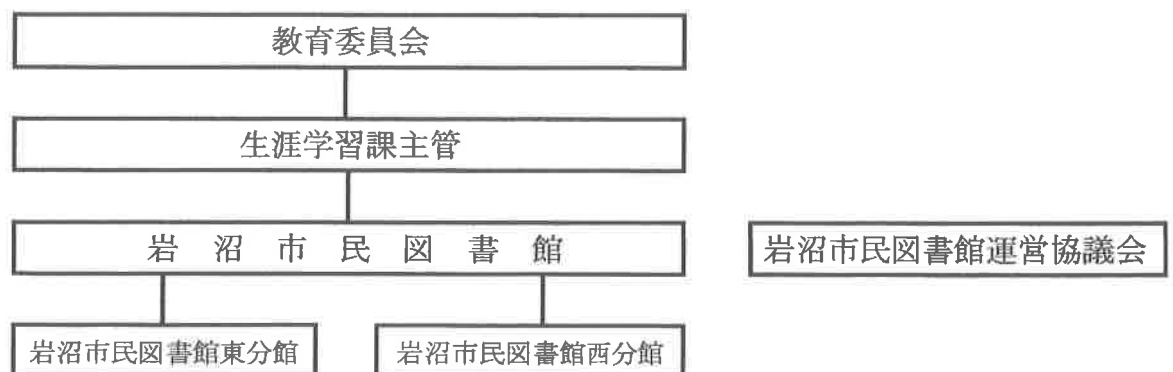 教育委員会
生涯学習課主管
岩沼市民図書館
岩沼市民図書館運営協議会
岩沼市民図書館東分館
岩沼市民図書館西分館